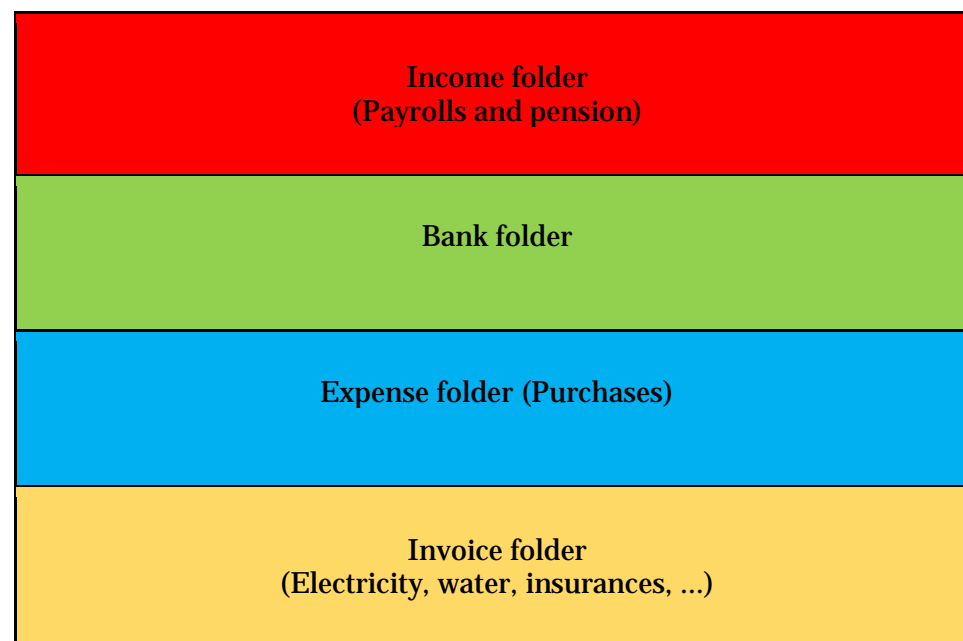 Income folder
(Payrolls and pension)
Bank folder
Expense folder (Purchases)
Invoice folder
(Electricity, water, insurances, ...)